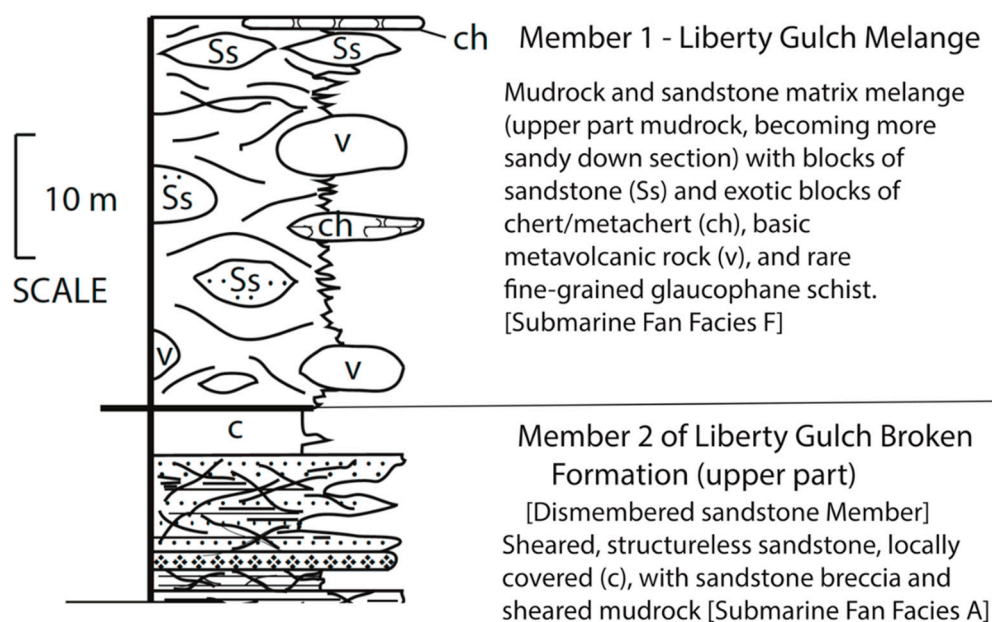 ch
Ss
Ss
v
10 m
Ss
ch
SCALE
Ss
v
v
c
Member 1 - Liberty Gulch Melange
Mudrock and sandstone matrix melange
(upper part mudrock, becoming more
sandy down section) with blocks of
sandstone (Ss) and exotic blocks of
chert/metachert (ch), basic
metavolcanic rock (v), and rare
fine-grained glaucophane schist.
[Submarine Fan Facies F]
Member 2 of Liberty Gulch Broken
Formation (upper part)
[Dismembered sandstone Member]
Sheared, structureless sandstone, locally
covered (c), with sandstone breccia and
sheared mudrock [Submarine Fan Facies A]